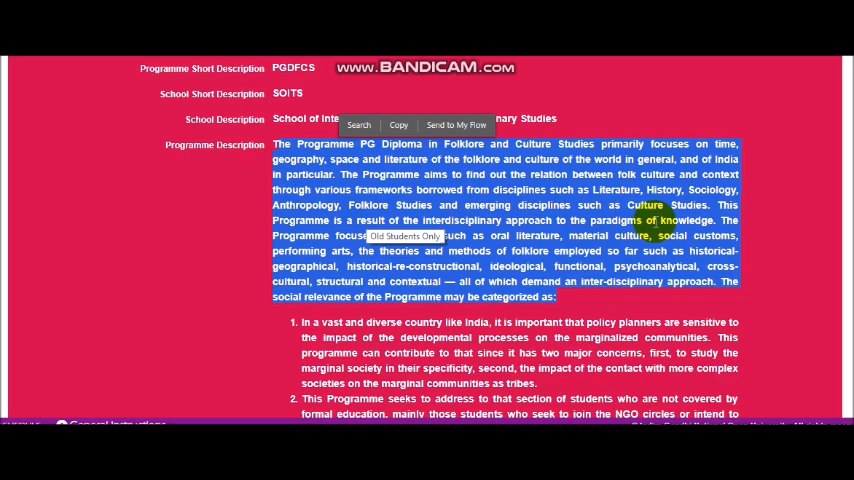 www.BANDICAM.com
Programme Short Description PGDFCS
School Short Description SOITS
School Description School of Inte nary Studies
Search Copy Send to My Flow
Programme Description The Programme PG Diploma in Folklore and Culture Studies primarily focuses on time,
geography, space and literature of the folklore and culture of the world in general, and of India
in particular. The Programme aims to find out the relation between folk culture and context
through various frameworks borrowed from disciplines such as Literature, History, Sociology,
Anthropology, Folklore Studies and emerging disciplines such as Culture Studies. This
Programme is a result of the interdisciplinary approach to the paradigms of knowledge. The
Programme focuse such as oral literature, material culture, social customs,
Old Students Only
performing arts, the theories and methods of folklore employed so far such as historical-
geographical, historical-re-constructional, ideological, functional, psychoanalytical, cross-
cultural, structural and contextual — all of which demand an inter-disciplinary approach. The
social relevance of the Programme may be categorized as:
1. In a vast and diverse country like India, it is important that policy planners are sensitive to
the impact of the developmental processes on the marginalized communities. This
programme can contribute to that since it has two major concerns, first, to study the
marginal society in their specificity, second, the impact of the contact with more complex
societies on the marginal communities as tribes.
2. This Programme seeks to address to that section of students who are not covered by
formal education, mainly those students who seek to join the NGO circles or intend to
General Instructions